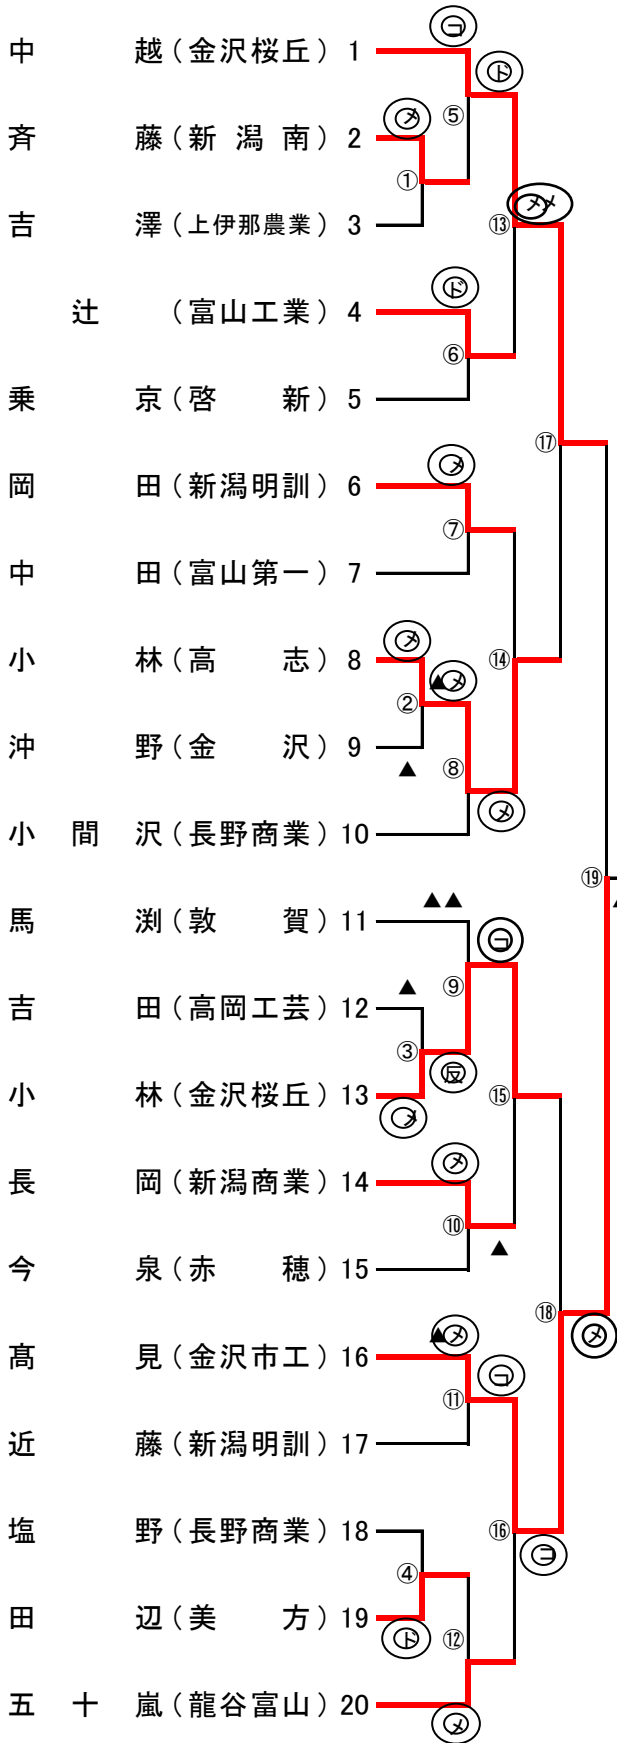 コ
中越(金沢桜丘) 1
ド
⑤
メ
斉藤(新潟南) 2
①
メメ
吉澤(上伊那農業) 3
⑬
ド
辻(富山工業) 4
⑥
乗京(啓新) 5
⑰
メ
岡田(新潟明訓) 6
⑦
中田(富山第一) 7
メ
小林(高志) 8
⑭
▲メ
②
沖野(金沢) 9
▲
⑧
メ
小間沢(長野商業) 10
⑲
▲▲
馬渕(敦賀) 11
コ
▲
⑨
吉田(高岡工芸) 12
③
反
小林(金沢桜丘) 13
⑮
メ
メ
長岡(新潟商業) 14
⑩
▲
今泉(赤穂) 15
⑱
▲メ
メ
髙見(金沢市工) 16
コ
⑪
近藤(新潟明訓) 17
塩野(長野商業) 18
⑯
コ
④
田辺(美方) 19
ド
⑫
五十嵐(龍谷富山) 20
メ